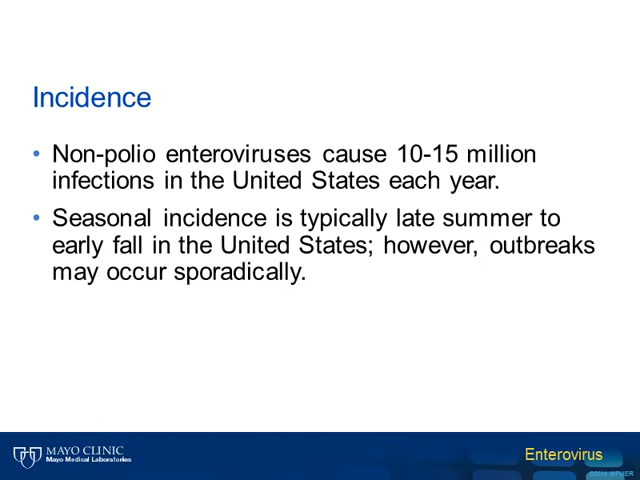 Incidence
• Non-polio enteroviruses cause 10-15 million
infections in the United States each year.
• Seasonal incidence is typically late summer to
early fall in the United States; however, outbreaks
may occur sporadically.
MAYO CLINIC
Mayo Medical Laboratories
Enterovirus